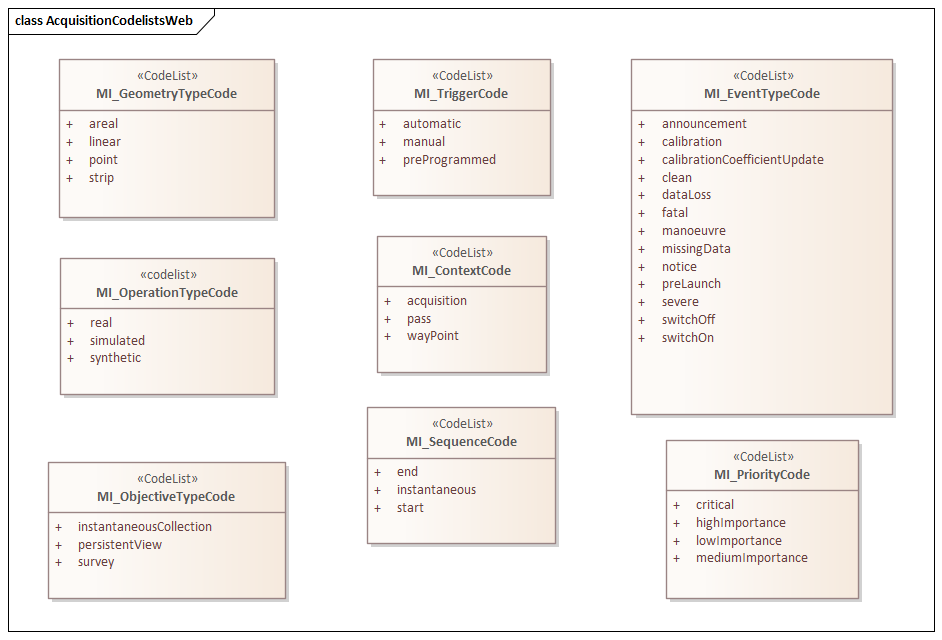 class AcquisitionCodelistsWeb
«CodeList»
MI_GeometryTypeCode
+ areal
+ linear
+ point
+ strip
«CodeList»
MI_TriggerCode
+ automatic
+ manual
+ preProgrammed
«CodeList»
MI_EventTypeCode
+ announcement
+ calibration
+ calibrationCoefficientUpdate
+ clean
+ dataLoss
+ fatal
+ manoeuvre
+ missingData
+ notice
+ preLaunch
+ severe
+ switchOff
+ switchOn
«codelist»
MI_OperationTypeCode
+ real
+ simulated
+ synthetic
«CodeList»
MI_ContextCode
+ acquisition
+ pass
+ wayPoint
«CodeList»
MI_SequenceCode
+ end
+ instantaneous
+ start
«CodeList»
MI_ObjectiveTypeCode
+ instantaneousCollection
+ persistentView
+ survey
«CodeList»
MI_PriorityCode
+ critical
+ highImportance
+ lowImportance
+ mediumImportance